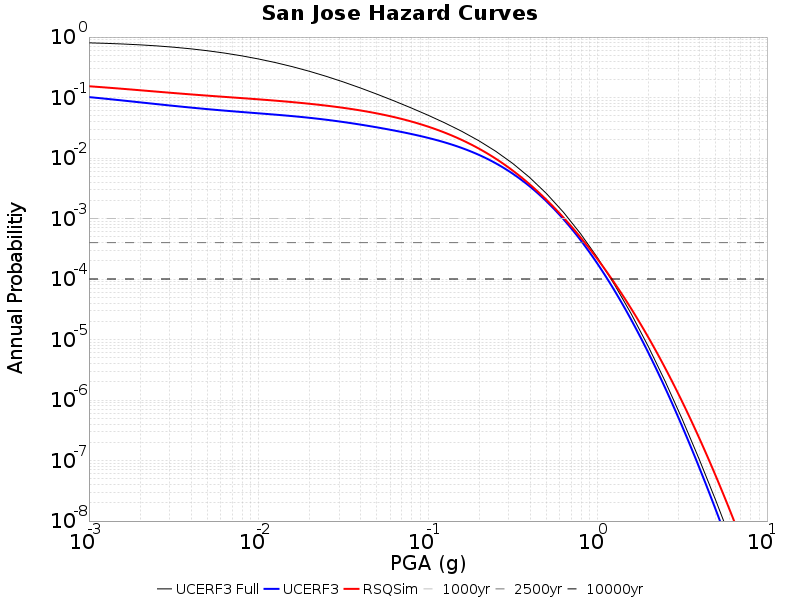 San Jose Hazard Curves
10^0
10^-1
10^-2
10^-3
10^-4
10^-5
10^-6
10^-7
10^-8
Annual Probabilitiy
10^-3 10^-2 10^-1 10^0 10^1
PGA (g)
UCERF3 Full UCERF3 RSQSim 1000yr 2500yr 10000yr